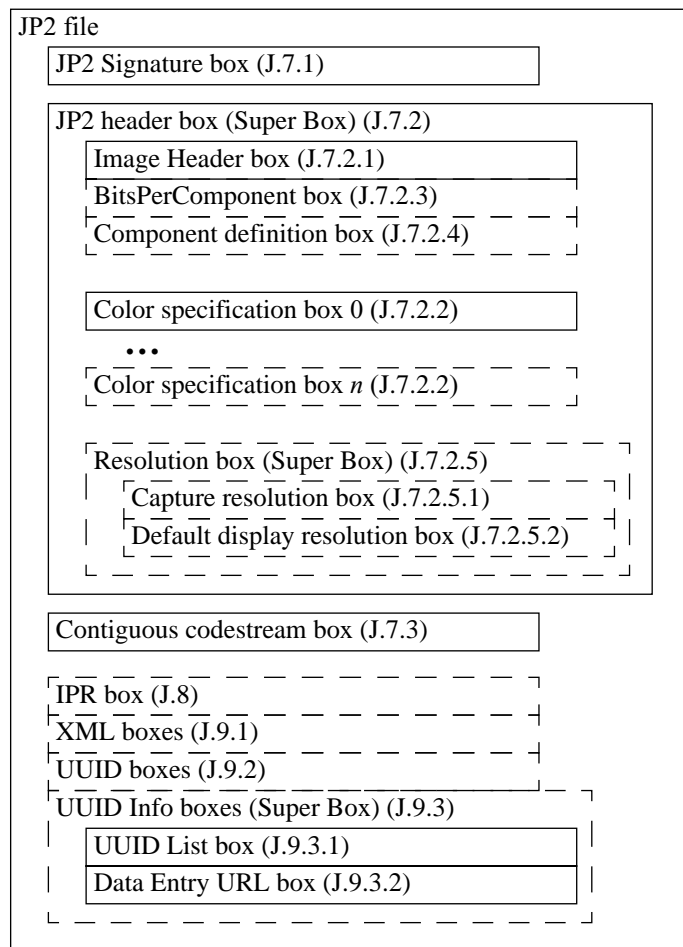 JP2 file
JP2 Signature box (J.7.1)
JP2 header box (Super Box) (J.7.2)
Image Header box (J.7.2.1)
BitsPerComponent box (J.7.2.3)
Component definition box (J.7.2.4)
Color specification box 0 (J.7.2.2)
...
Color specification box n (J.7.2.2)
Resolution box (Super Box) (J.7.2.5)
Capture resolution box (J.7.2.5.1)
Default display resolution box (J.7.2.5.2)
Contiguous codestream box (J.7.3)
IPR box (J.8)
XML boxes (J.9.1)
UUID boxes (J.9.2)
UUID Info boxes (Super Box) (J.9.3)
UUID List box (J.9.3.1)
Data Entry URL box (J.9.3.2)